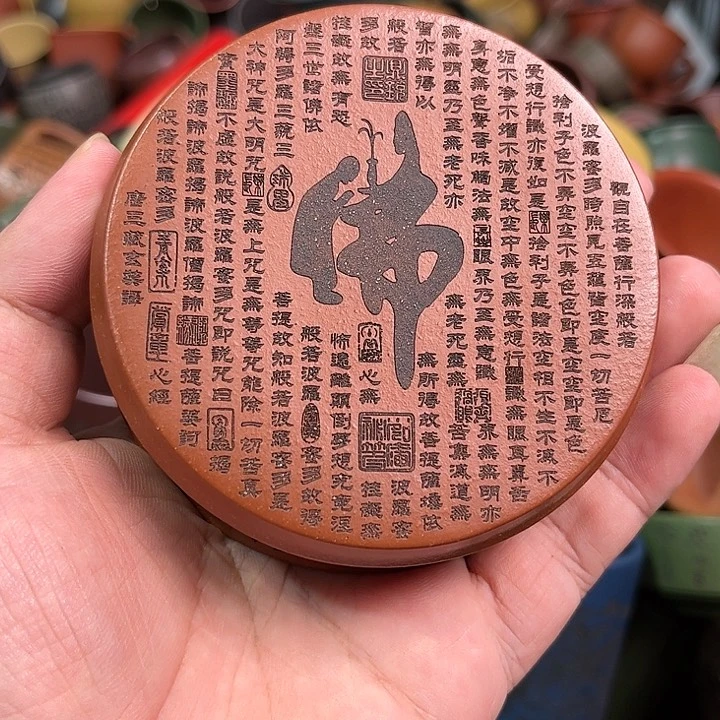 觀自在菩薩行深般若
波羅蜜多時照見五蘊皆空度一切苦厄
捨利子色不異空空不異色色即是空空即是色
受想行識亦復如是捨利子是諸法空相不生不滅不
垢不淨不增不減是故空中無色無受想行識無眼耳鼻舌
身意無色聲香味觸法無眼界乃至無意識界無無明亦
無無明盡乃至無老死亦無老死盡無苦集滅道無
智亦無得以無所得故菩提薩埵依
般若波羅蜜
多故心無罣礙無
罣礙故無有恐怖遠離顛倒夢想究竟涅
槃三世諸佛依般若波羅蜜多故得
阿耨多羅三藐三菩提故知般若波羅蜜多是
大神咒是大明咒是無上咒是無等等咒能除一切苦真
實不虛故說般若波羅蜜多咒即說咒曰揭
諦揭諦波羅揭諦波羅僧揭諦菩提薩婆訶
般若波羅蜜多心經
唐三藏玄奘譯
佛